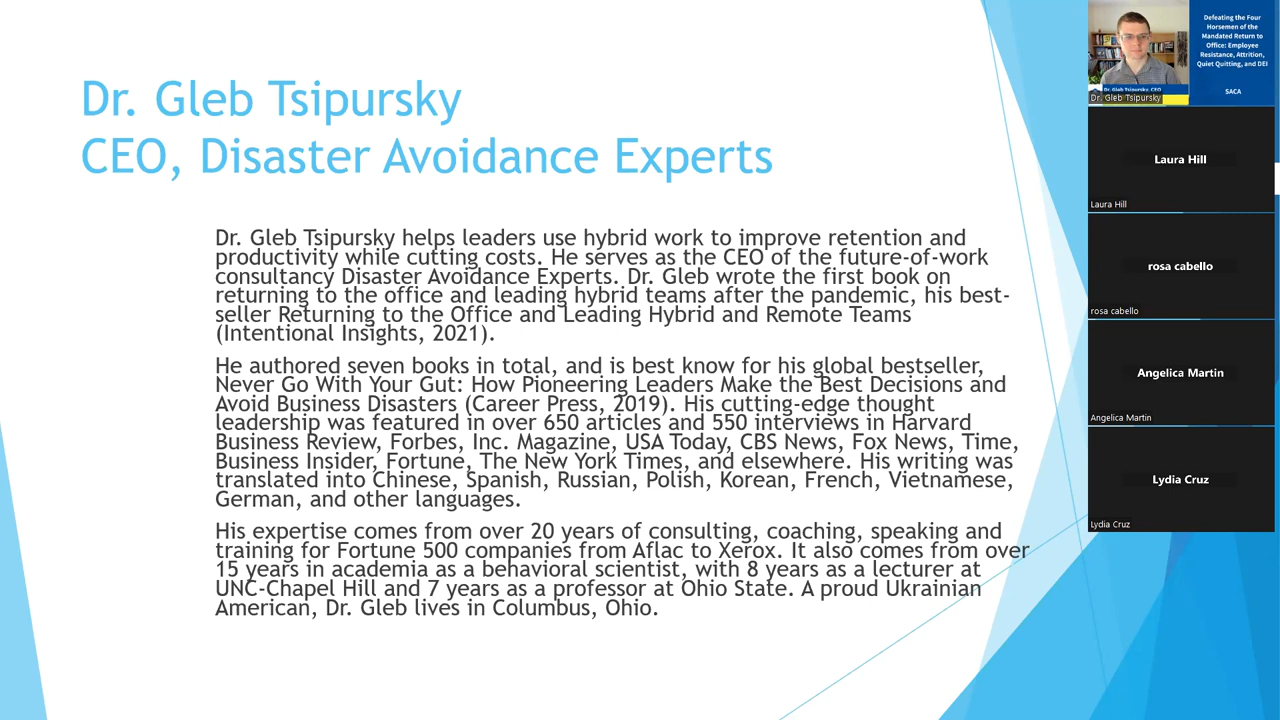 Dr. Gleb Tsipursky
CEO, Disaster Avoidance Experts
Dr. Gleb Tsipursky helps leaders use hybrid work to improve retention and
productivity while cutting costs. He serves as the CEO of the future-of-work
consultancy Disaster Avoidance Experts. Dr. Gleb wrote the first book on
returning to the office and leading hybrid teams after the pandemic, his best-
seller Returning to the Office and Leading Hybrid and Remote Teams
(Intentional Insights, 2021).
He authored seven books in total, and is best know for his global bestseller,
Never Go With Your Gut: How Pioneering Leaders Make the Best Decisions and
Avoid Business Disasters (Career Press, 2019). His cutting-edge thought
leadership was featured in over 650 articles and 550 interviews in Harvard
Business Review, Forbes, Inc. Magazine, USA Today, CBS News, Fox News, Time,
Business Insider, Fortune, The New York Times, and elsewhere. His writing was
translated into Chinese, Spanish, Russian, Polish, Korean, French, Vietnamese,
German, and other languages.
His expertise comes from over 20 years of consulting, coaching, speaking and
training for Fortune 500 companies from Aflac to Xerox. It also comes from over
15 years in academia as a behavioral scientist, with 8 years as a lecturer at
UNC-Chapel Hill and 7 years as a professor at Ohio State. A proud Ukrainian
American, Dr. Gleb lives in Columbus, Ohio.
Defeating the Four
Horsemen of the
Mandated Return to
Office: Employee
Resistance, Attrition,
Quiet Quitting, and DEI
SACA
Dr. Gleb Tsipursky, CEO
Dr. Gleb Tsipursky
Laura Hill
Laura Hill
rosa cabello
rosa cabello
Angelica Martin
Angelica Martin
Lydia Cruz
Lydia Cruz